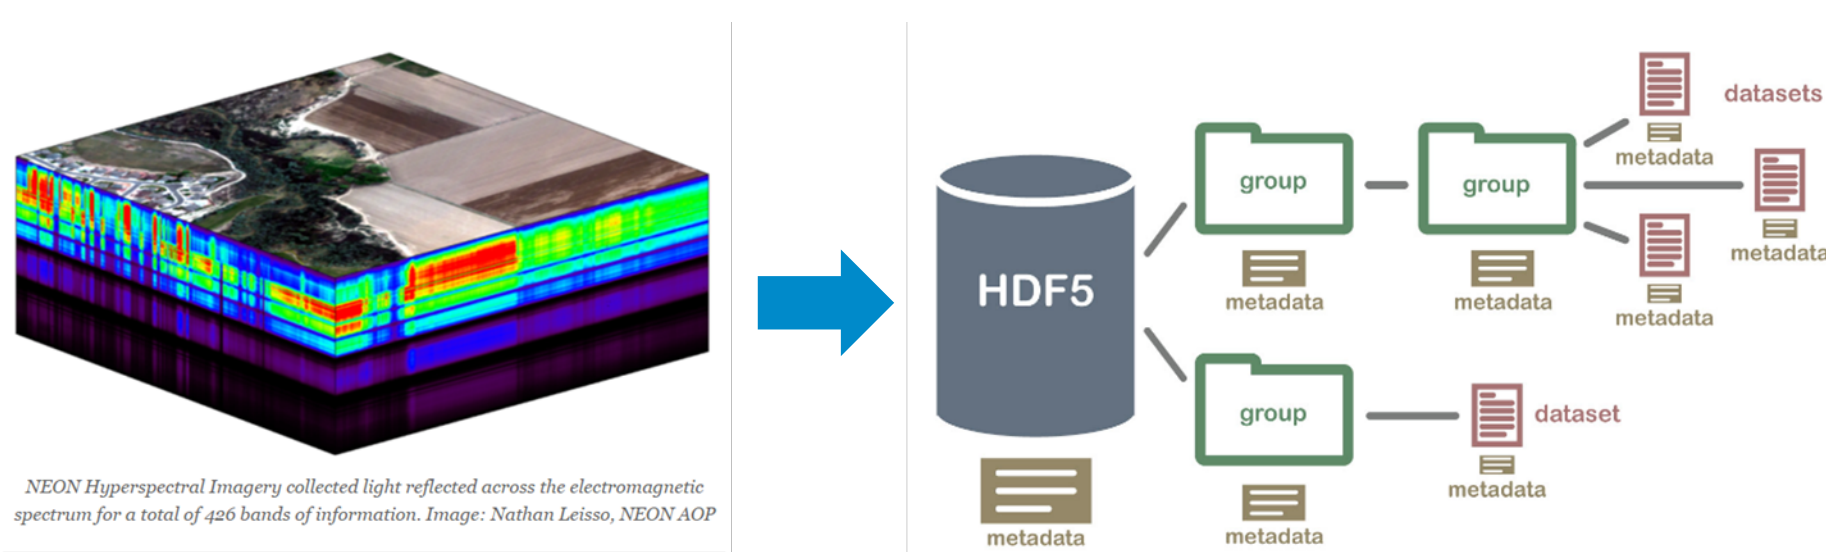 NEON Hyperspectral Imagery collected light reflected across the electromagnetic
spectrum for a total of 426 bands of information. Image: Nathan Leisso, NEON AOP
HDF5
metadata
group
metadata
group
metadata
datasets
metadata
metadata
metadata
group
metadata
dataset
metadata